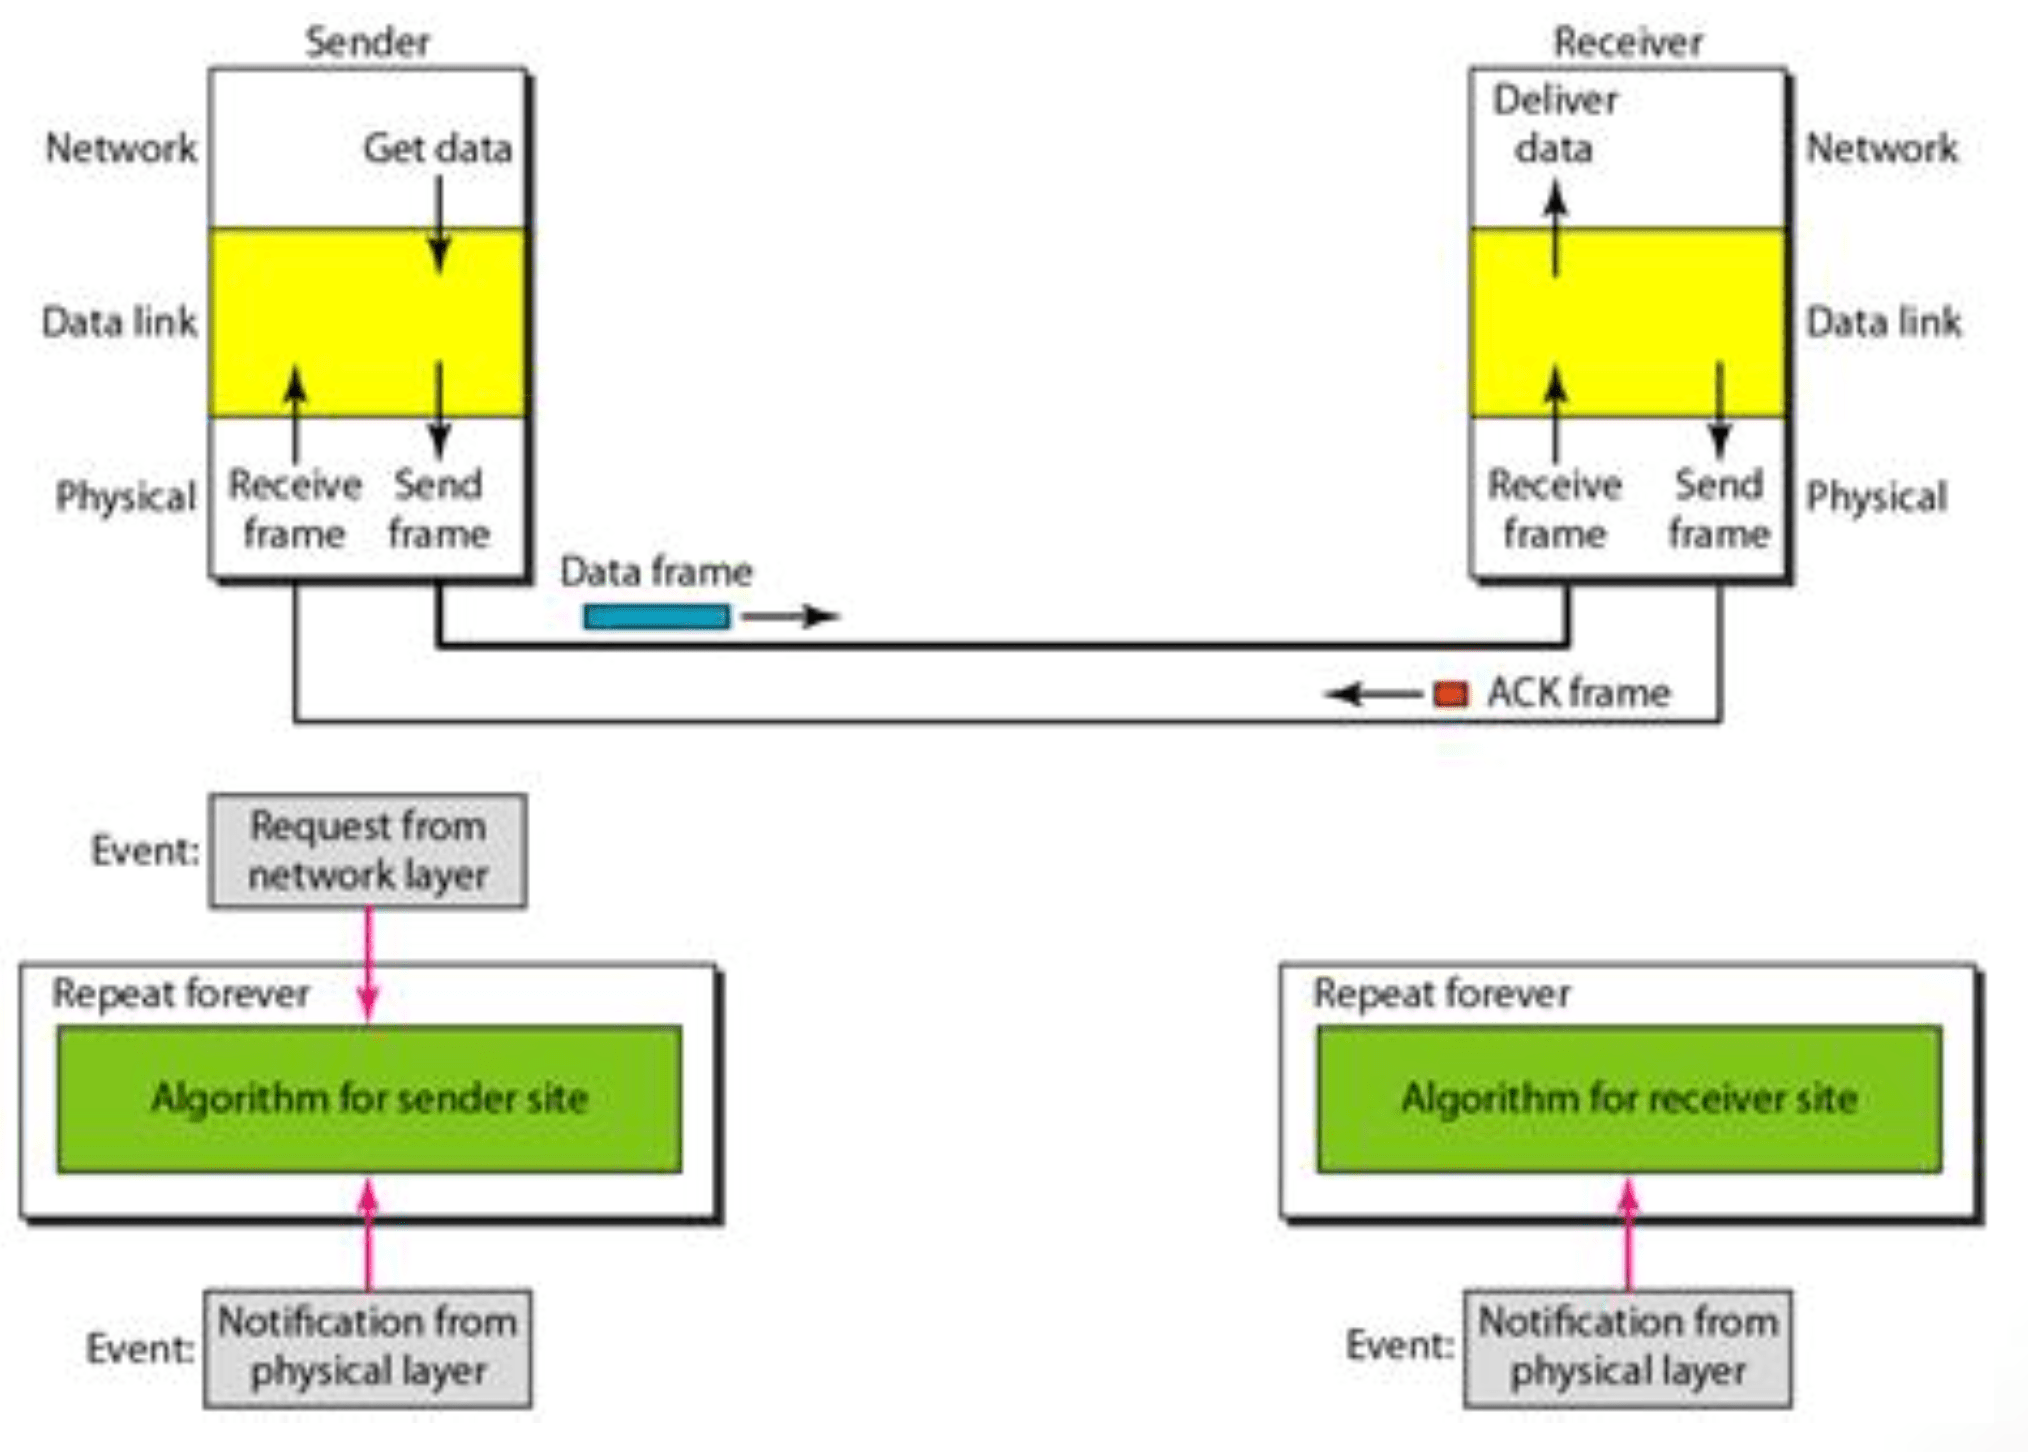 Sender
Receiver
Network
Get data
Deliver
data
Network
Data link
Data link
Physical
Receive
frame
Send
frame
Receive
frame
Send
frame
Physical
Data frame
ACK frame
Event:
Request from
network layer
Repeat forever
Algorithm for sender site
Repeat forever
Algorithm for receiver site
Event:
Notification from
physical layer
Event:
Notification from
physical layer